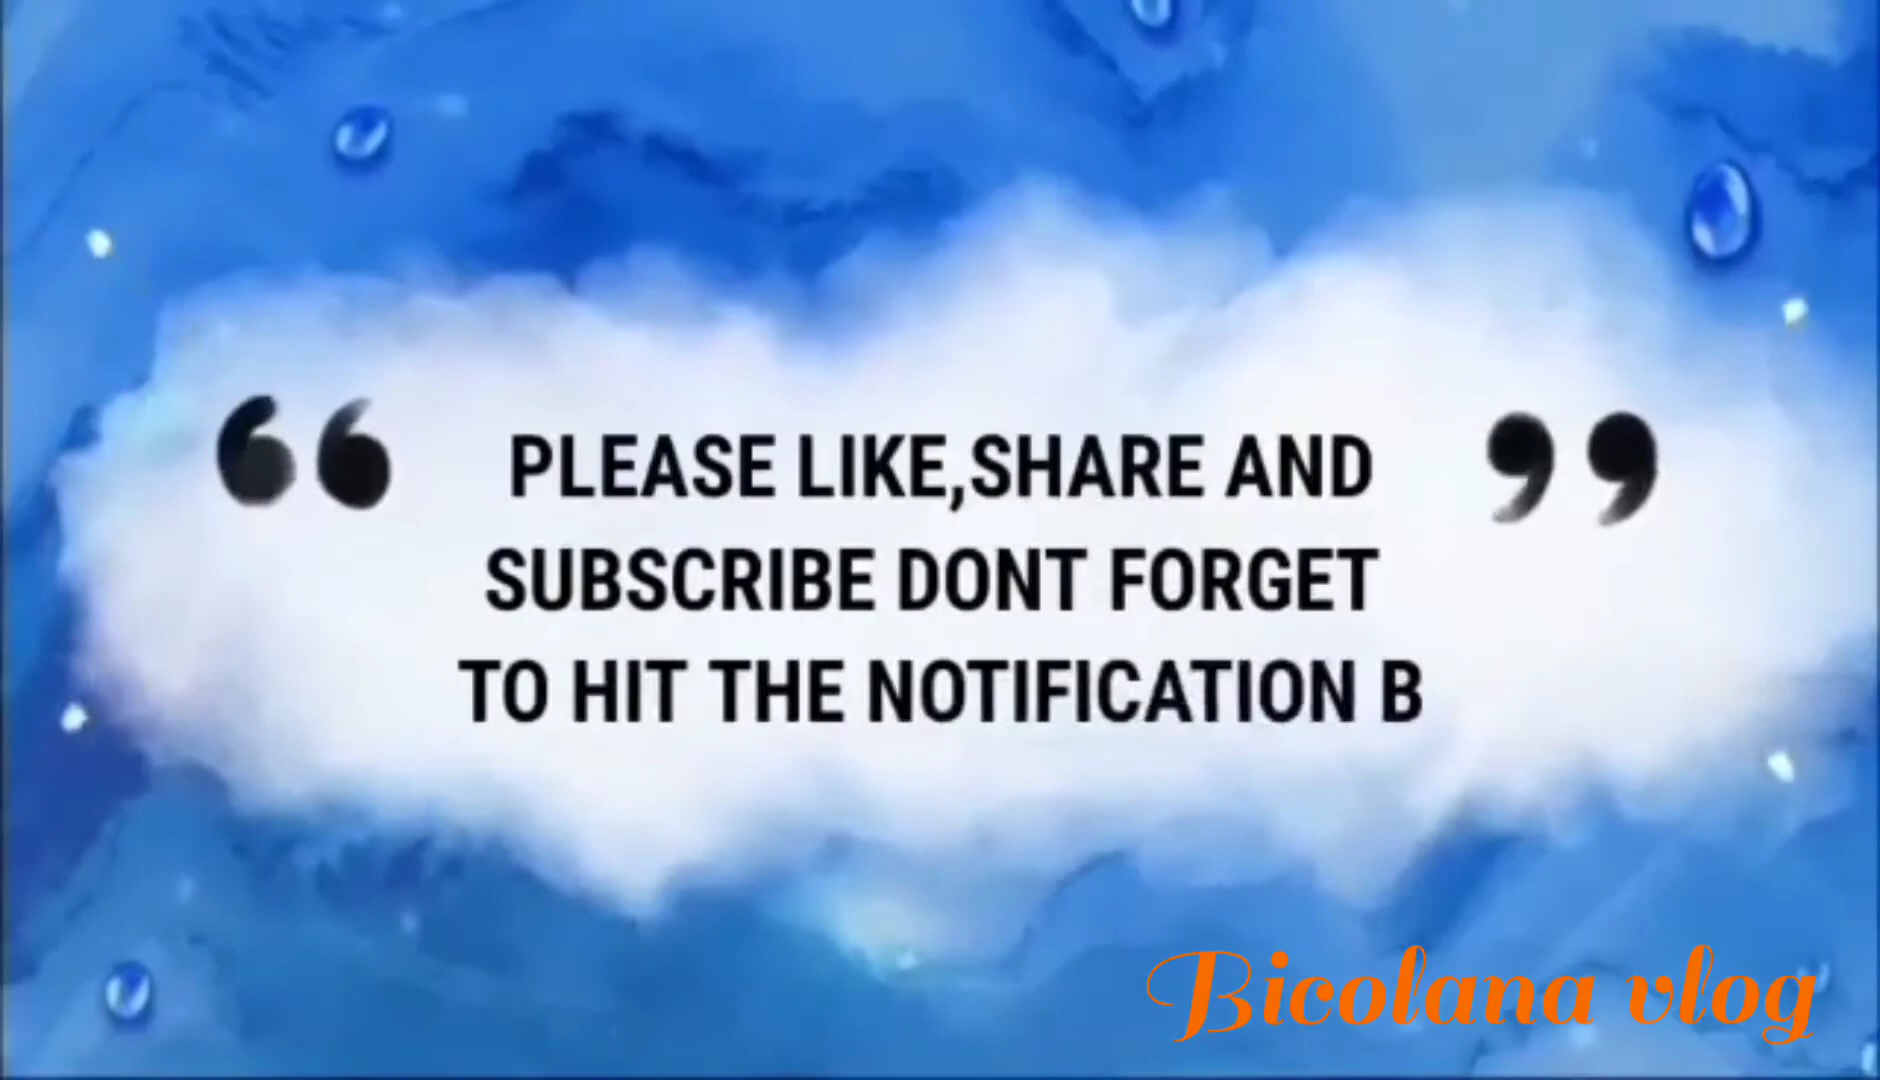 “ PLEASE LIKE,SHARE AND ”
SUBSCRIBE DONT FORGET
TO HIT THE NOTIFICATION B
Bicolana vlog